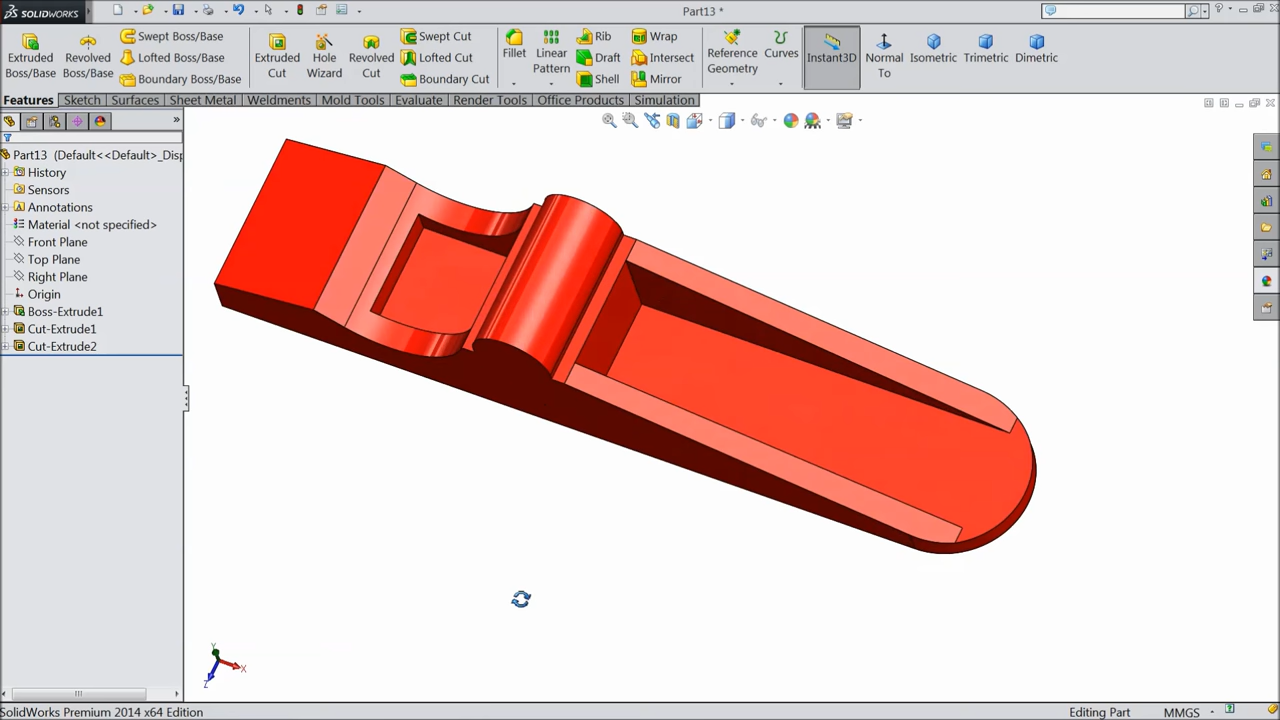 SOLIDWORKS
Part13 *
Extruded Boss/Base
Revolved Boss/Base
Swept Boss/Base
Lofted Boss/Base
Boundary Boss/Base
Extruded Cut
Hole Wizard
Revolved Cut
Swept Cut
Lofted Cut
Boundary Cut
Fillet
Linear Pattern
Rib
Draft
Shell
Wrap
Intersect
Mirror
Reference Geometry
Curves
Instant3D
Normal To
Isometric
Trimetric
Dimetric
Features
Sketch
Surfaces
Sheet Metal
Weldments
Mold Tools
Evaluate
Render Tools
Office Products
Simulation
Part13 (Default<<Default>_Disp
History
Sensors
Annotations
Material <not specified>
Front Plane
Top Plane
Right Plane
Origin
Boss-Extrude1
Cut-Extrude1
Cut-Extrude2
Y
X
Z
SolidWorks Premium 2014 x64 Edition
Editing Part
MMGS